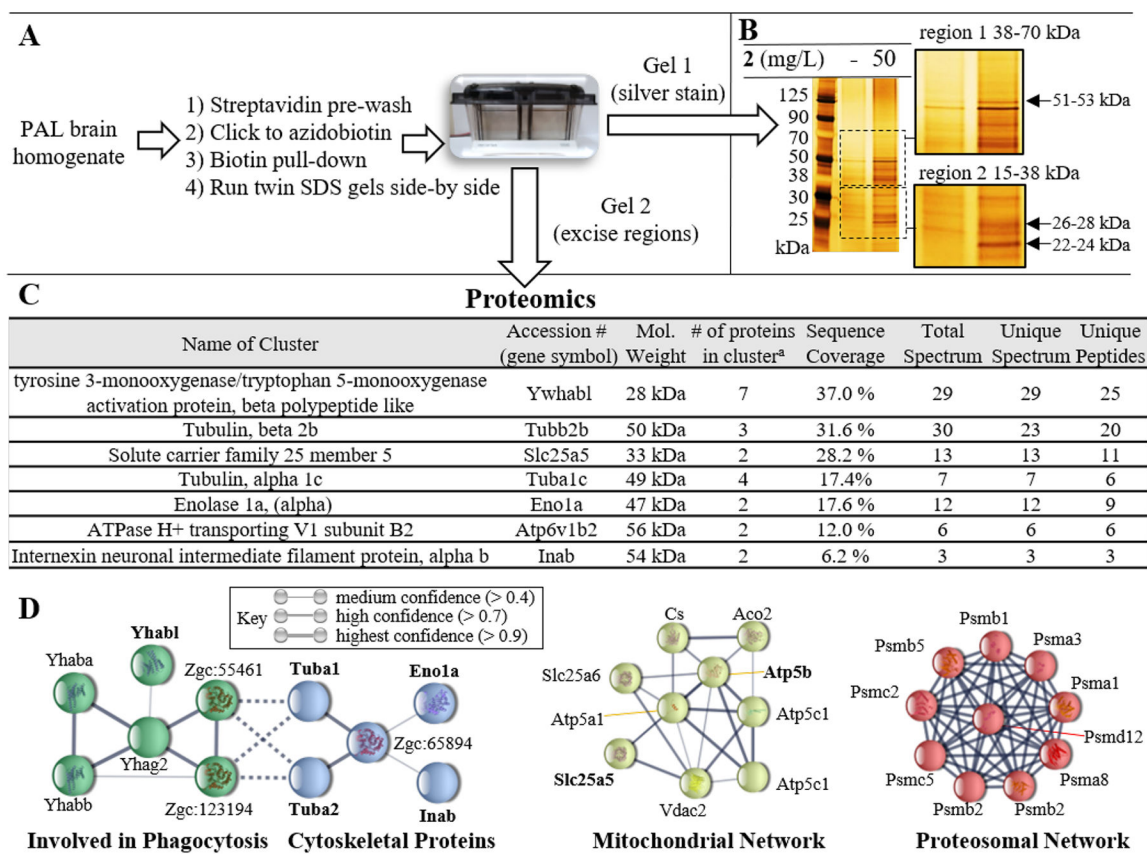 A
PAL brain
homogenate
1) Streptavidin pre-wash
2) Click to azidobiotin
3) Biotin pull-down
4) Run twin SDS gels side-by side
Gel 1
(silver stain)
Gel 2
(excise regions)
B
2 (mg/L)
- 50
125
90
70
50
38
30
25
kDa
region 1 38-70 kDa
51-53 kDa
region 2 15-38 kDa
26-28 kDa
22-24 kDa
C
Proteomics
Name of Cluster
Accession #
(gene symbol)
Mol.
Weight
# of proteins
in clusterª
Sequence
Coverage
Total
Spectrum
Unique
Spectrum
Unique
Peptides
tyrosine 3-monooxygenase/tryptophan 5-monooxygenase
activation protein, beta polypeptide like
Ywhabl 28 kDa 7 37.0 % 29 29 25
Tubulin, beta 2b Tubb2b 50 kDa 3 31.6 % 30 23 20
Solute carrier family 25 member 5 Slc25a5 33 kDa 2 28.2 % 13 13 11
Tubulin, alpha 1c Tuba1c 49 kDa 4 17.4% 7 7 6
Enolase 1a, (alpha) Eno1a 47 kDa 2 17.6 % 12 12 9
ATPase H+ transporting V1 subunit B2 Atp6v1b2 56 kDa 2 12.0 % 6 6 6
Internexin neuronal intermediate filament protein, alpha b Inab 54 kDa 2 6.2 % 3 3 3
D
Key
medium confidence (> 0.4)
high confidence (> 0.7)
highest confidence (> 0.9)
Yhabl
Yhaba
Zgc:55461
Yhag2
Yhabb
Zgc:123194
Involved in Phagocytosis
Tuba1
Eno1a
Zgc:65894
Tuba2
Inab
Cytoskeletal Proteins
Cs
Aco2
Slc25a6
Atp5b
Atp5a1
Atp5c1
Slc25a5
Atp5c1
Vdac2
Mitochondrial Network
Psmb1
Psmb5
Psma3
Psmc2
Psma1
Psmd12
Psmc5
Psma8
Psmb2
Psmb2
Proteosomal Network